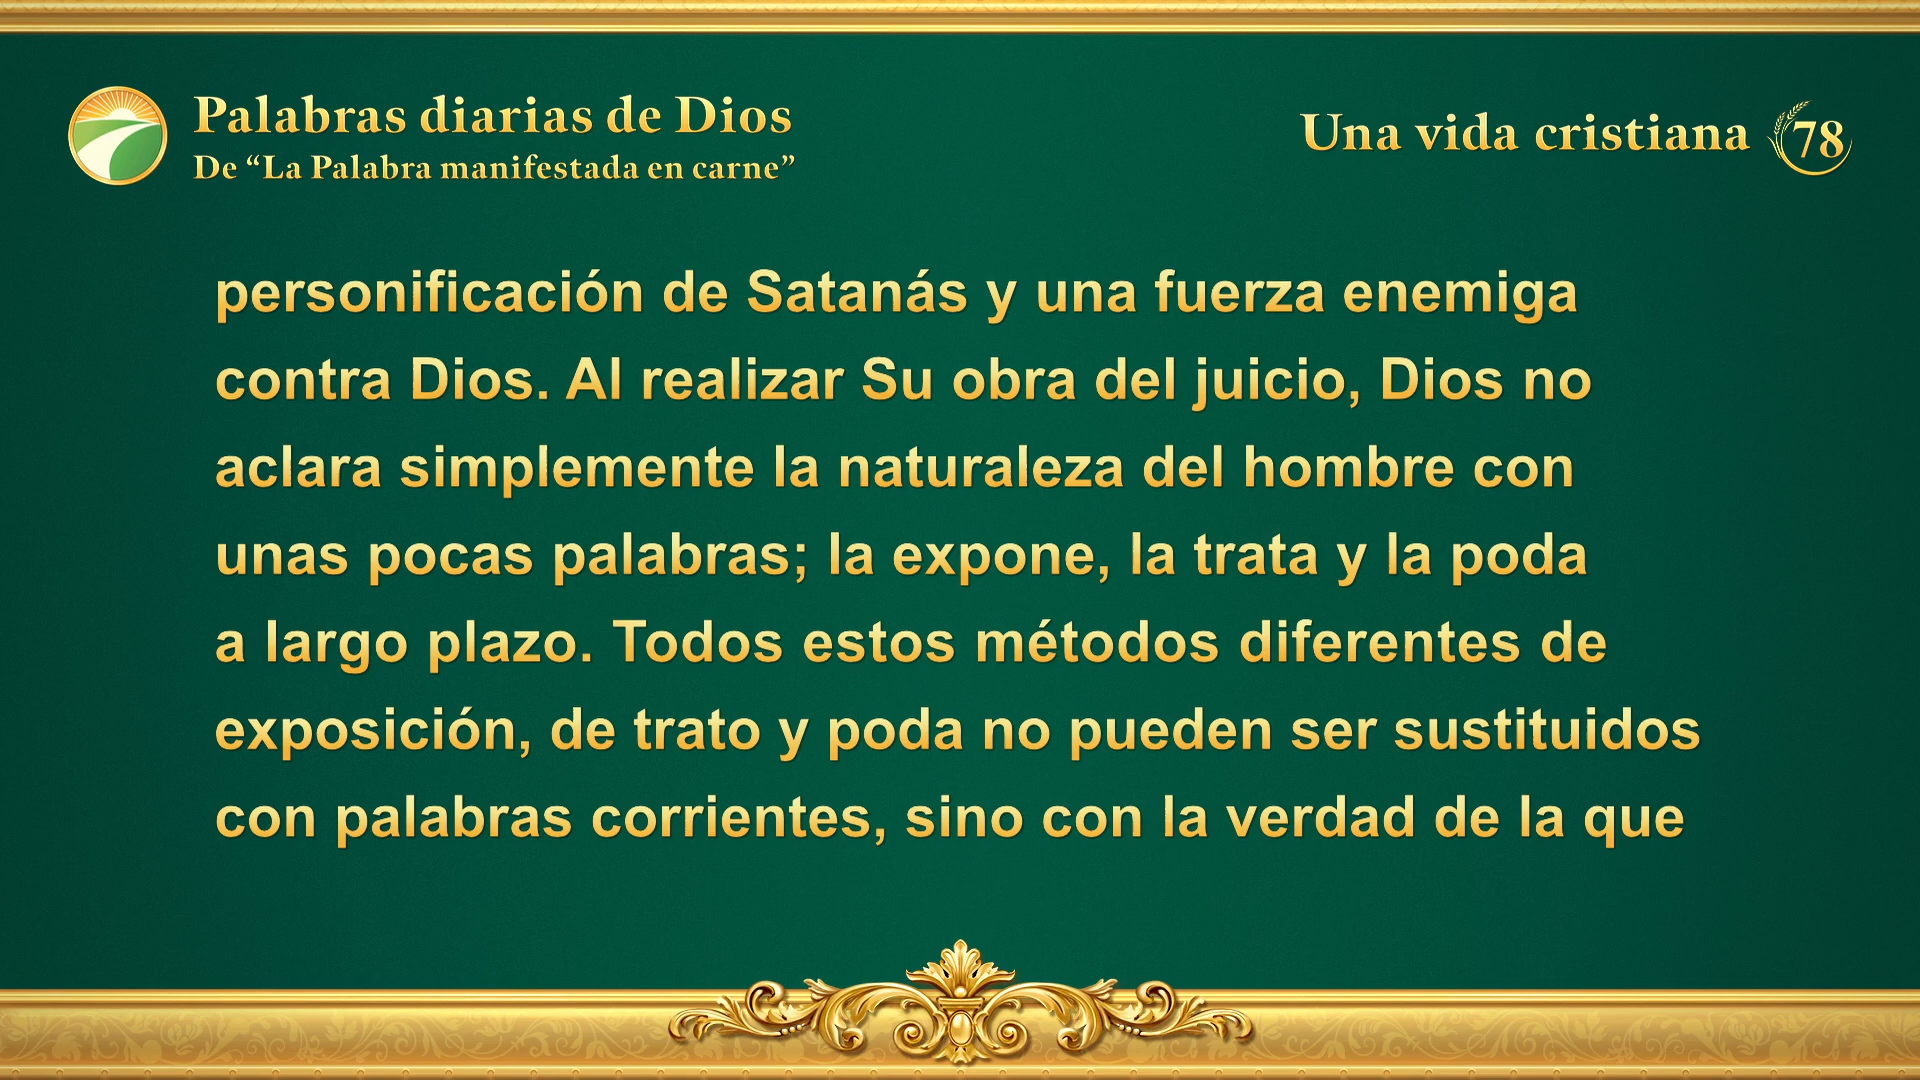 Palabras diarias de Dios
De “La Palabra manifestada en carne”
Una vida cristiana 78
personificación de Satanás y una fuerza enemiga
contra Dios. Al realizar Su obra del juicio, Dios no
aclara simplemente la naturaleza del hombre con
unas pocas palabras; la expone, la trata y la poda
a largo plazo. Todos estos métodos diferentes de
exposición, de trato y poda no pueden ser sustituidos
con palabras corrientes, sino con la verdad de la que